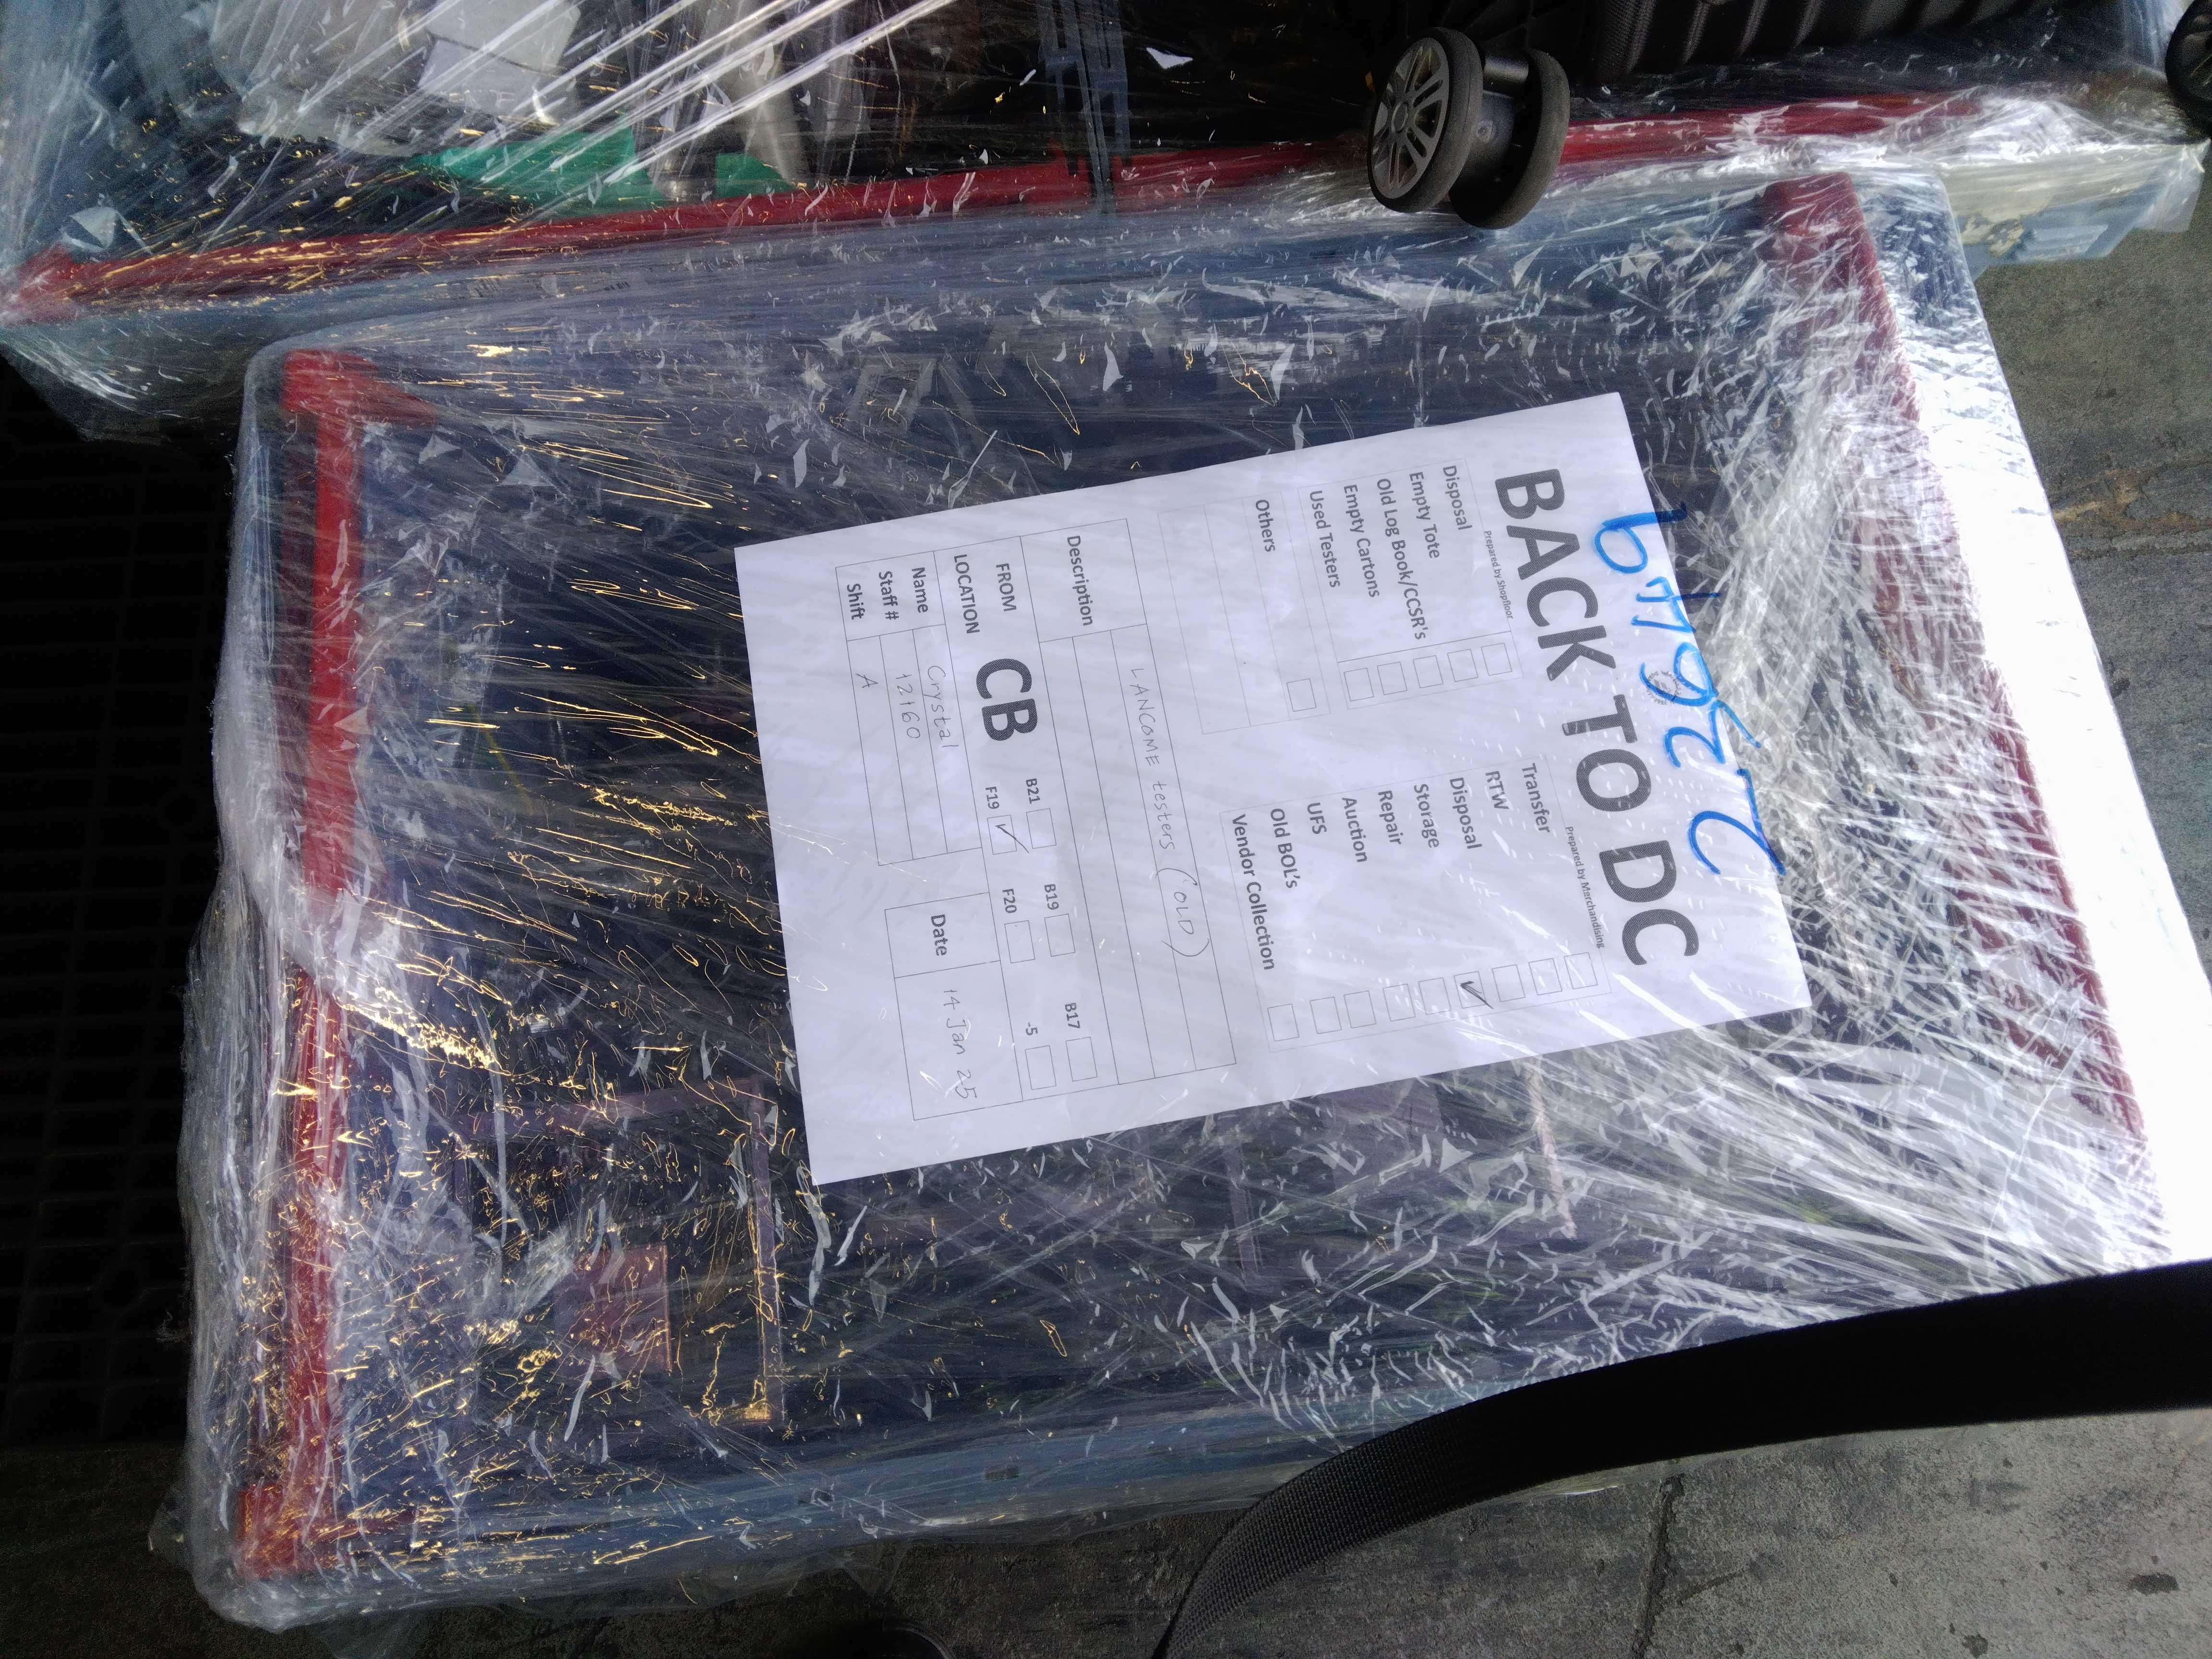 BACK TO DC
Prepared by Shopfloor
Prepared by Merchandising
Disposal
Empty Tote
Old Log Book/CCSR's
Empty Cartons
Used Testers
Others
Transfer
RTW
Disposal
Storage
Repair
Auction
UFS
Old BOL's
Vendor Collection
Description LANCOME testers (OLD)
FROM LOCATION CB
B21 B19 B17
F19 ✓ F20 -5
Name Crystal
Staff # 12160
Shift A
Date 14 Jan 25